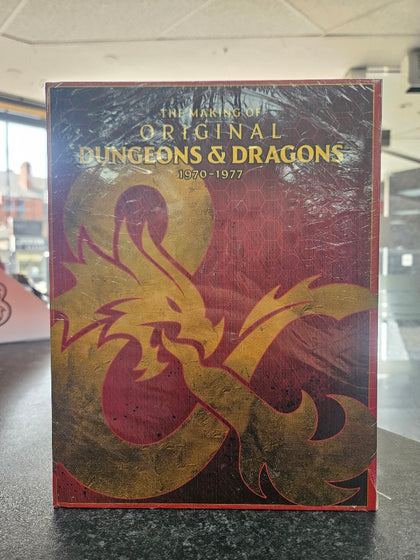 THE MAKING OF
ORIGINAL
DUNGEONS & DRAGONS
1970-1977